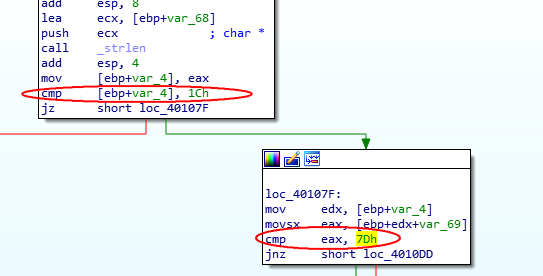 add esp, 8
lea ecx, [ebp+var_68]
push ecx ; char *
call _strlen
add esp, 4
mov [ebp+var_4], eax
cmp [ebp+var_4], 1Ch
jz short loc_40107F
loc_40107F:
mov edx, [ebp+var_4]
movsx eax, [ebp+edx+var_69]
cmp eax, 7Dh
jnz short loc_4010DD